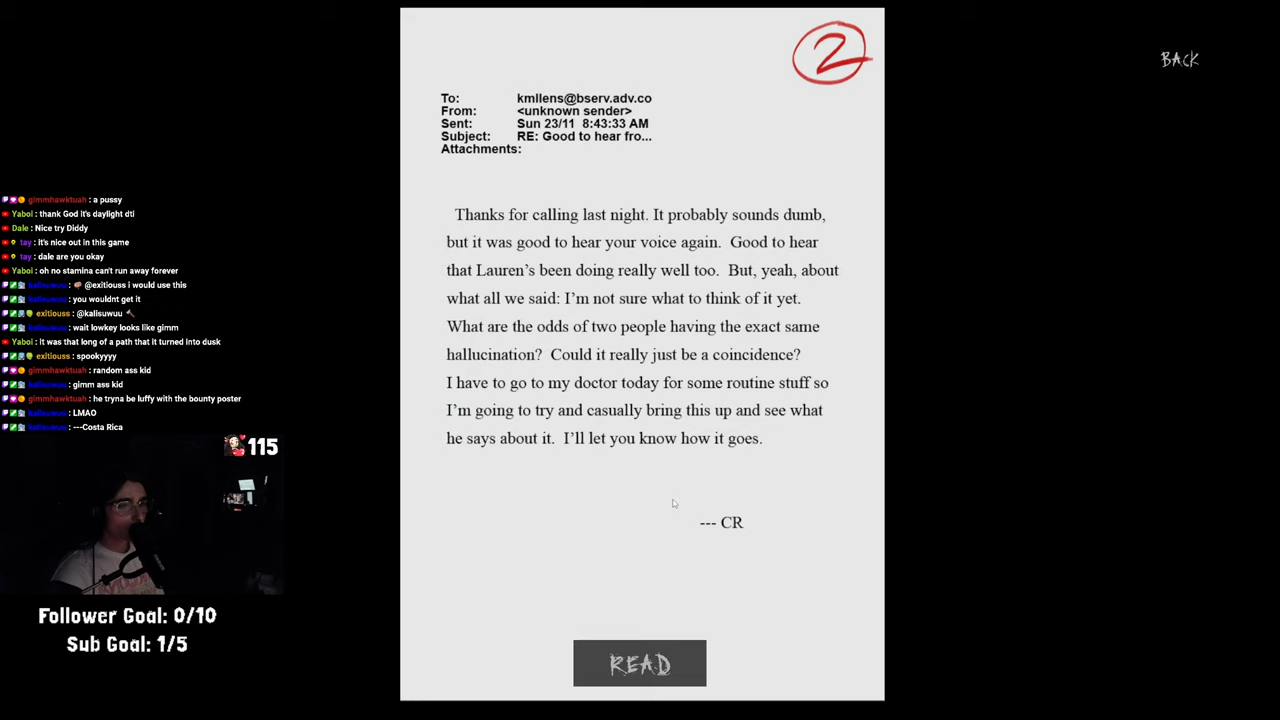 2
BACK
To: kmllens@bserv.adv.co
From: <unknown sender>
Sent: Sun 23/11 8:43:33 AM
Subject: RE: Good to hear fro...
Attachments:
Thanks for calling last night. It probably sounds dumb,
but it was good to hear your voice again. Good to hear
that Lauren's been doing really well too. But, yeah, about
what all we said: I'm not sure what to think of it yet.
What are the odds of two people having the exact same
hallucination? Could it really just be a coincidence?
I have to go to my doctor today for some routine stuff so
I'm going to try and casually bring this up and see what
he says about it. I'll let you know how it goes.
--- CR
READ
gimmhawktuah : a pussy
Yaboi : thank God it's daylight dti
Dale : Nice try Diddy
tay : it's nice out in this game
tay : dale are you okay
Yaboi : oh no stamina can't run away forever
kalisuwuu : @exitiouss i would use this
kalisuwuu : you wouldnt get it
exitiouss : @kalisuwuu
kalisuwuu : wait lowkey looks like gimm
Yaboi : it was that long of a path that it turned into dusk
exitiouss : spookyyyy
gimmhawktuah : random ass kid
kalisuwuu : gimm ass kid
gimmhawktuah : he tryna be luffy with the bounty poster
kalisuwuu : LMAO
kalisuwuu : ---Costa Rica
115
Follower Goal: 0/10
Sub Goal: 1/5